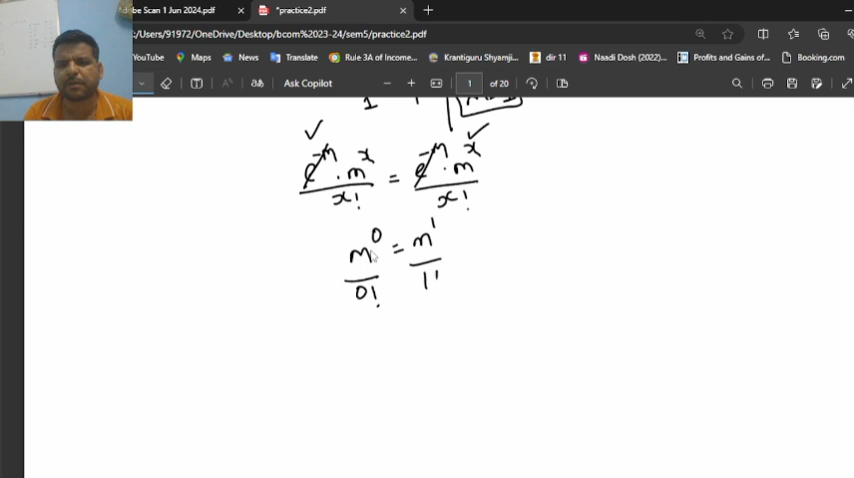 dbe Scan 1 Jun 2024.pdf
*practice2.pdf
:/Users/91972/OneDrive/Desktop/bcom%2023-24/sem5/practice2.pdf
YouTube Maps News Translate Rule 3A of Income... Krantiguru Shyamji... dir 11 Naadi Dosh (2022)... Profits and Gains of... Booking.com
Ask Copilot 1 of 20
1
e^-m . m^x / x! = e^-m . m^x / x!
m^0 / 0! = m^1 / 1'